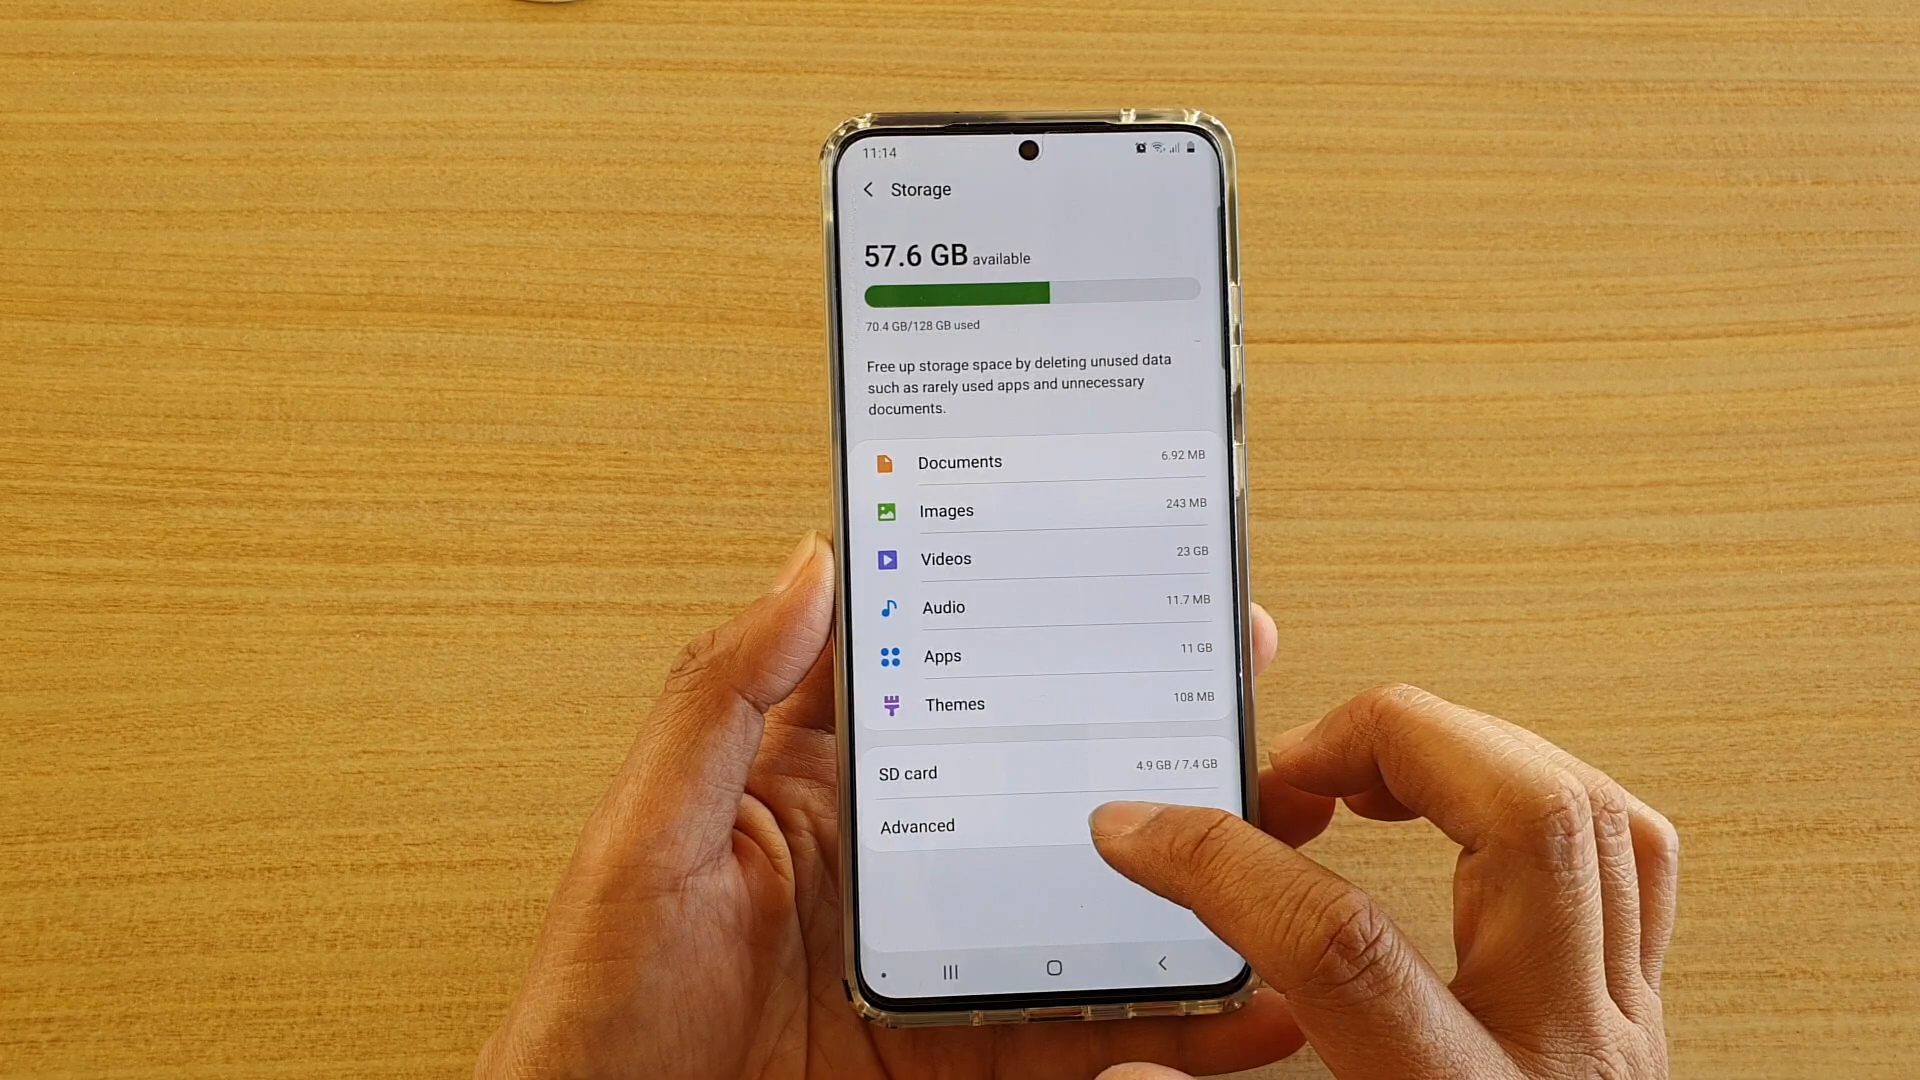 11:14
Storage
57.6 GB available
70.4 GB/128 GB used
Free up storage space by deleting unused data
such as rarely used apps and unnecessary
documents.
Documents 6.92 MB
Images 243 MB
Videos 23 GB
Audio 11.7 MB
Apps 11 GB
Themes 108 MB
SD card 4.9 GB / 7.4 GB
Advanced